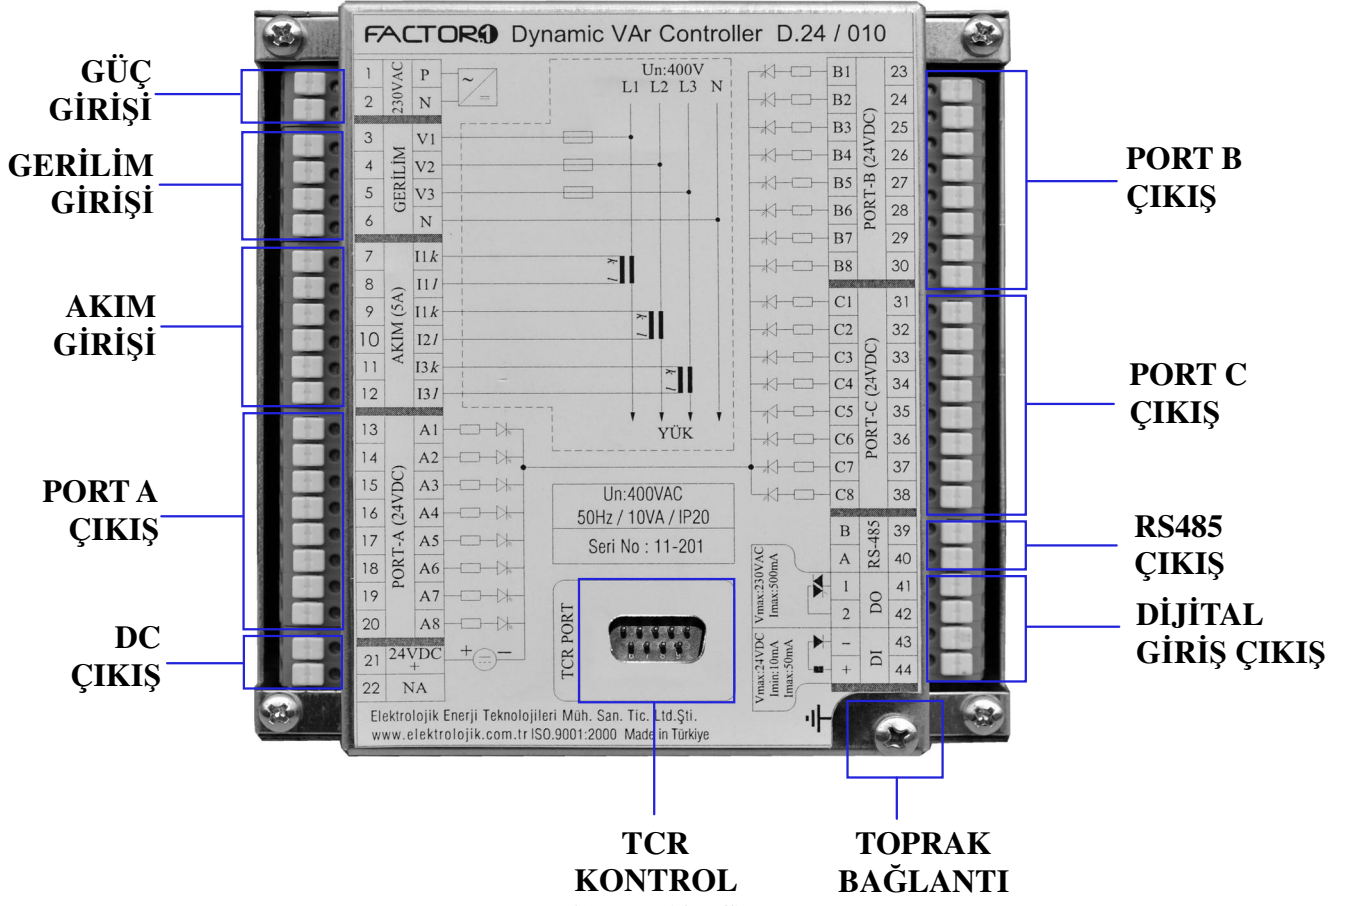 FACTOR1 Dynamic VAr Controller D.24 / 010
GÜÇ
GİRİŞİ
GERİLİM
GİRİŞİ
AKIM
GİRİŞİ
PORT A
ÇIKIŞ
DC
ÇIKIŞ
1 P
2 N
230VAC
3 V1
4 V2
5 V3
6 N
GERİLİM
7 I1k
8 I1l
9 I1k
10 I2l
11 I3k
12 I3l
AKIM (5A)
13 A1
14 A2
15 A3
16 A4
17 A5
18 A6
19 A7
20 A8
PORT-A (24VDC)
21 24VDC
+
22 NA
+ −
Un:400V
L1 L2 L3 N
k
l
k
l
k
l
YÜK
Un:400VAC
50Hz / 10VA / IP20
Seri No : 11-201
TCR PORT
B1 23
B2 24
B3 25
B4 26
B5 27
B6 28
B7 29
B8 30
PORT-B (24VDC)
C1 31
C2 32
C3 33
C4 34
C5 35
C6 36
C7 37
C8 38
PORT-C (24VDC)
B 39
A 40
RS-485
1 41
2 42
DO
− 43
+ 44
DI
Vmax:230VAC
Imax:500mA
Vmax:24VDC
Imin:10mA
Imax:50mA
Elektrolojik Enerji Teknolojileri Müh. San. Tic. Ltd.Şti.
www.elektrolojik.com.tr ISO.9001:2000 Made in Türkiye
PORT B
ÇIKIŞ
PORT C
ÇIKIŞ
RS485
ÇIKIŞ
DİJİTAL
GİRİŞ ÇIKIŞ
TCR
KONTROL
TOPRAK
BAĞLANTI